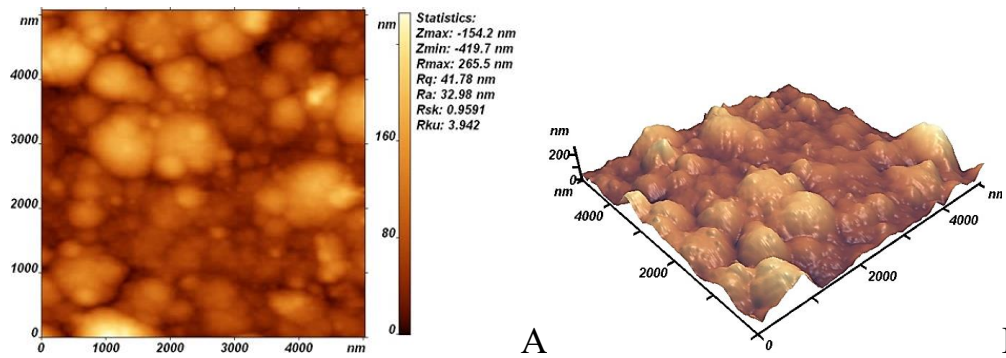 nm
5000
4000
3000
2000
1000
0
0 1000 2000 3000 4000 nm
nm
160
80
0
Statistics:
Zmax: -154.2 nm
Zmin: -419.7 nm
Rmax: 265.5 nm
Rq: 41.78 nm
Ra: 32.98 nm
Rsk: 0.9591
Rku: 3.942
A
nm
200
0
nm
4000
2000
0
2000
4000